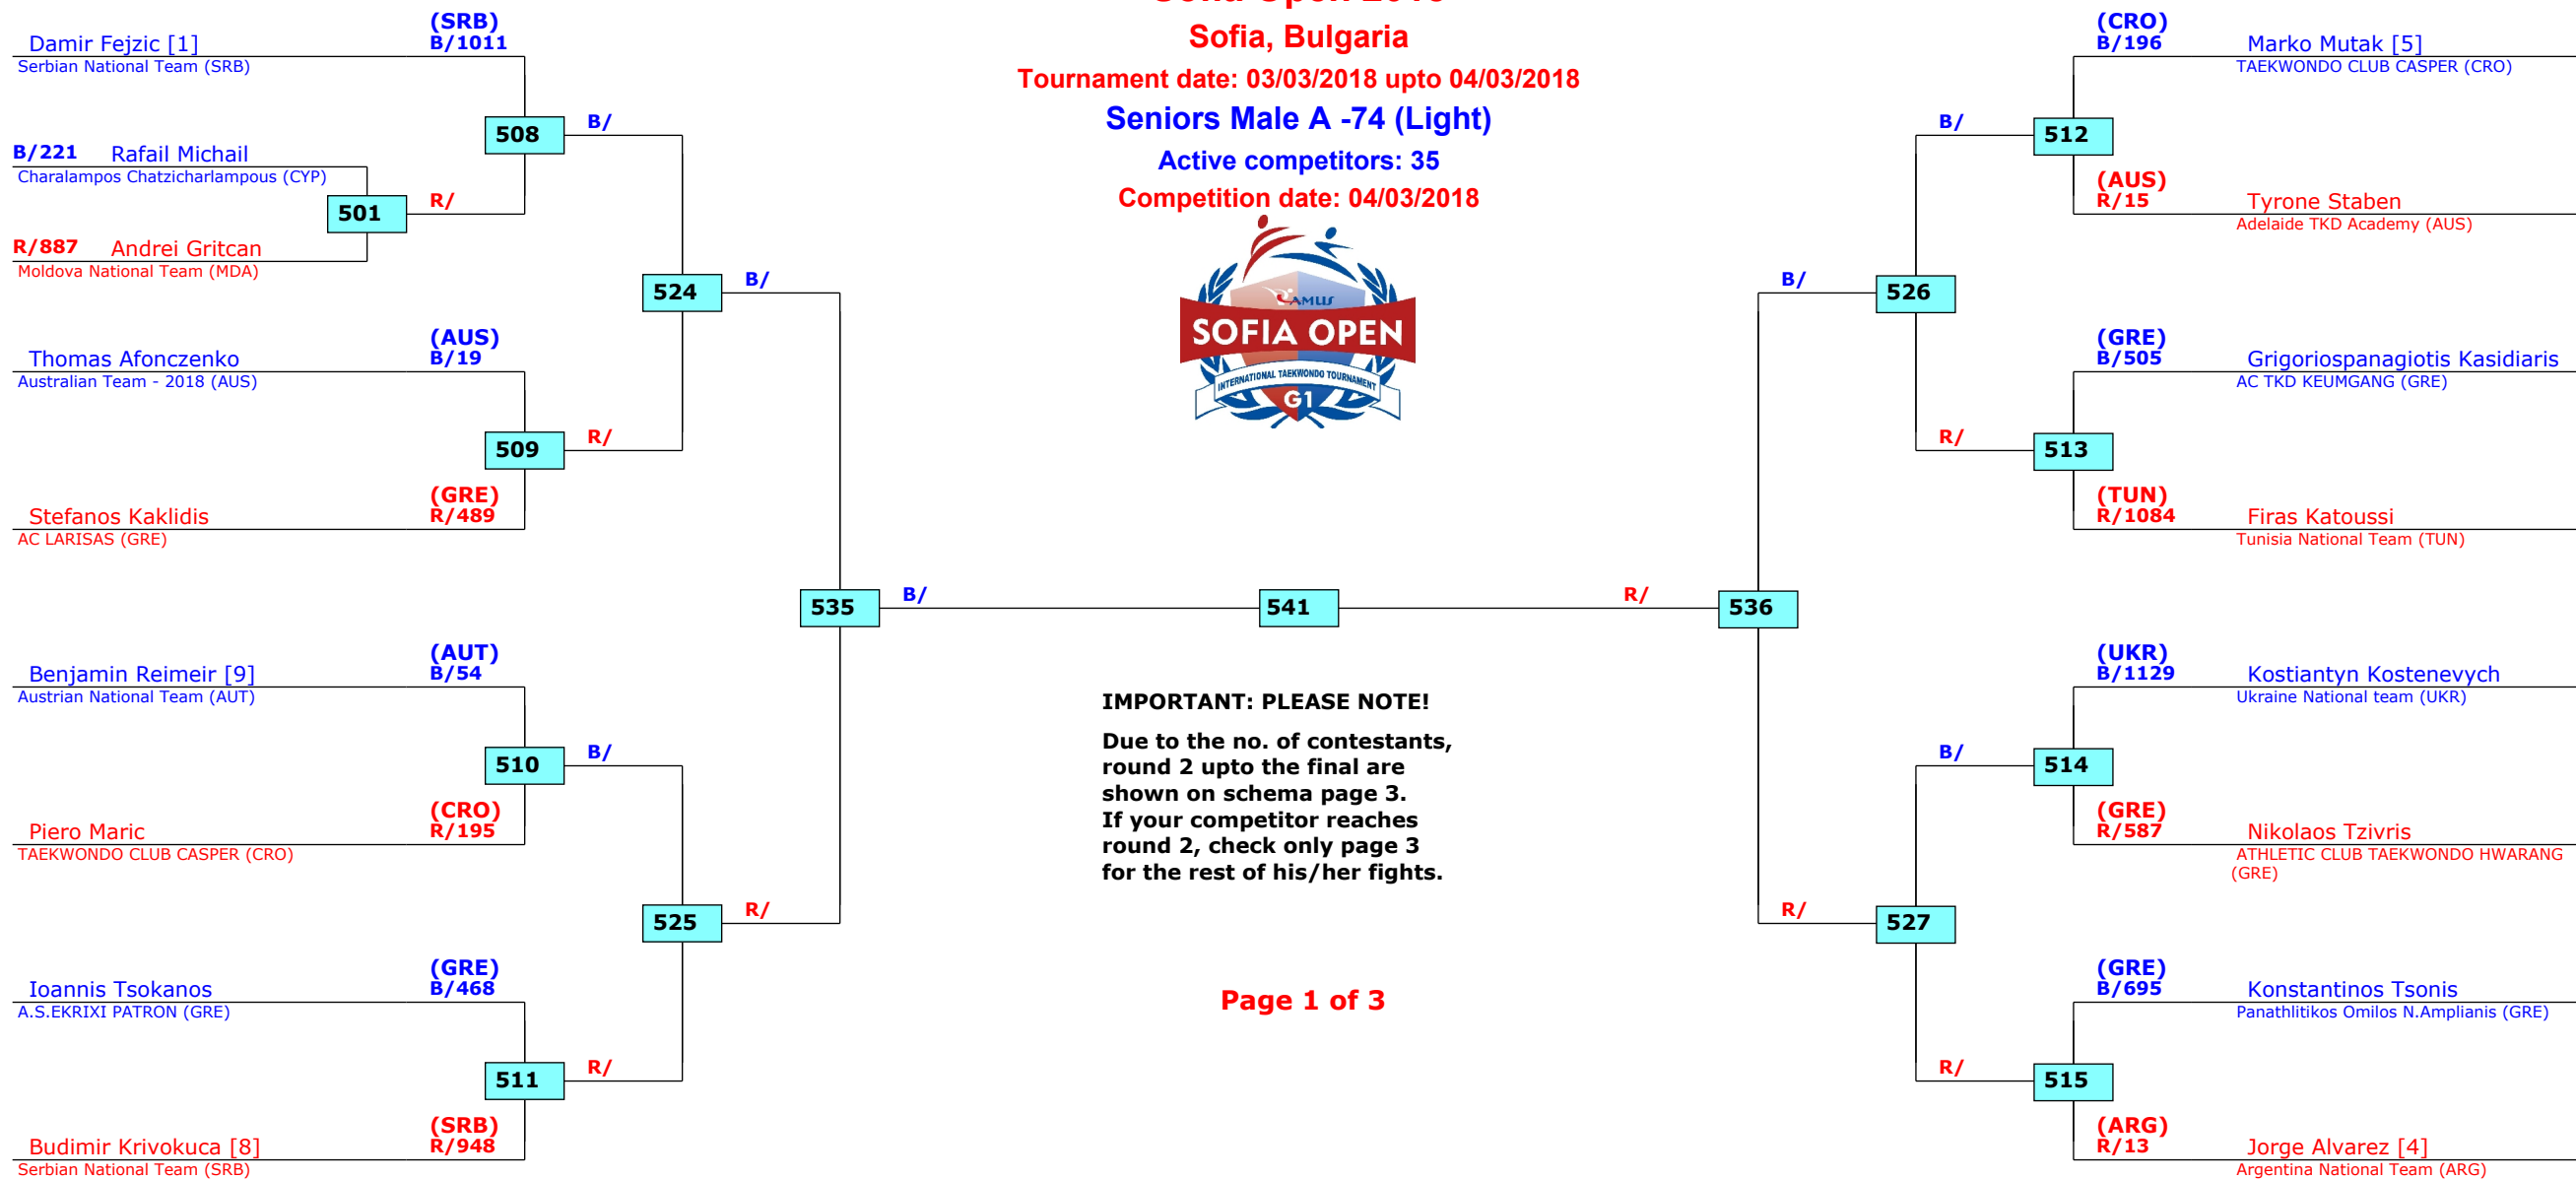 Sofia Open 2018
Sofia, Bulgaria
Tournament date: 03/03/2018 upto 04/03/2018
Seniors Male A -74 (Light)
Active competitors: 35
Competition date: 04/03/2018
RAMUS
SOFIA OPEN
INTERNATIONAL TAEKWONDO TOURNAMENT
G1
(SRB)
Damir Fejzic [1] B/1011
Serbian National Team (SRB)
508 B/
B/221 Rafail Michail
Charalampos Chatzicharlampous (CYP)
501 R/
R/887 Andrei Gritcan
Moldova National Team (MDA)
524 B/
(AUS)
Thomas Afonczenko B/19
Australian Team - 2018 (AUS)
509 R/
(GRE)
Stefanos Kaklidis R/489
AC LARISAS (GRE)
535 B/
(AUT)
Benjamin Reimeir [9] B/54
Austrian National Team (AUT)
510 B/
(CRO)
Piero Maric R/195
TAEKWONDO CLUB CASPER (CRO)
525 R/
(GRE)
Ioannis Tsokanos B/468
A.S.EKRIXI PATRON (GRE)
511 R/
(SRB)
Budimir Krivokuca [8] R/948
Serbian National Team (SRB)
541
IMPORTANT: PLEASE NOTE!
Due to the no. of contestants,
round 2 upto the final are
shown on schema page 3.
If your competitor reaches
round 2, check only page 3
for the rest of his/her fights.
Page 1 of 3
(CRO)
B/196 Marko Mutak [5]
TAEKWONDO CLUB CASPER (CRO)
B/ 512
(AUS)
R/15 Tyrone Staben
Adelaide TKD Academy (AUS)
B/ 526
(GRE)
B/505 Grigoriospanagiotis Kasidiaris
AC TKD KEUMGANG (GRE)
R/ 513
(TUN)
R/1084 Firas Katoussi
Tunisia National Team (TUN)
R/ 536
(UKR)
B/1129 Kostiantyn Kostenevych
Ukraine National team (UKR)
B/ 514
(GRE)
R/587 Nikolaos Tzivris
ATHLETIC CLUB TAEKWONDO HWARANG
(GRE)
R/ 527
(GRE)
B/695 Konstantinos Tsonis
Panathlitikos Omilos N.Amplianis (GRE)
R/ 515
(ARG)
R/13 Jorge Alvarez [4]
Argentina National Team (ARG)